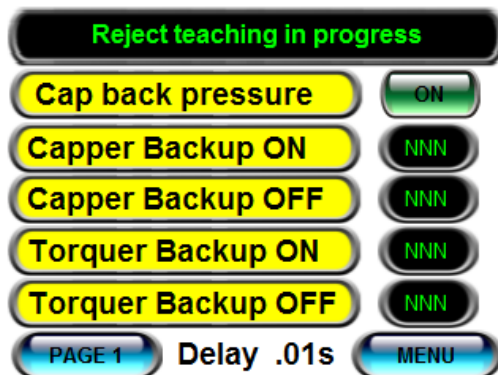 Reject teaching in progress
Cap back pressure ON
Capper Backup ON NNN
Capper Backup OFF NNN
Torquer Backup ON NNN
Torquer Backup OFF NNN
PAGE 1 Delay .01s MENU